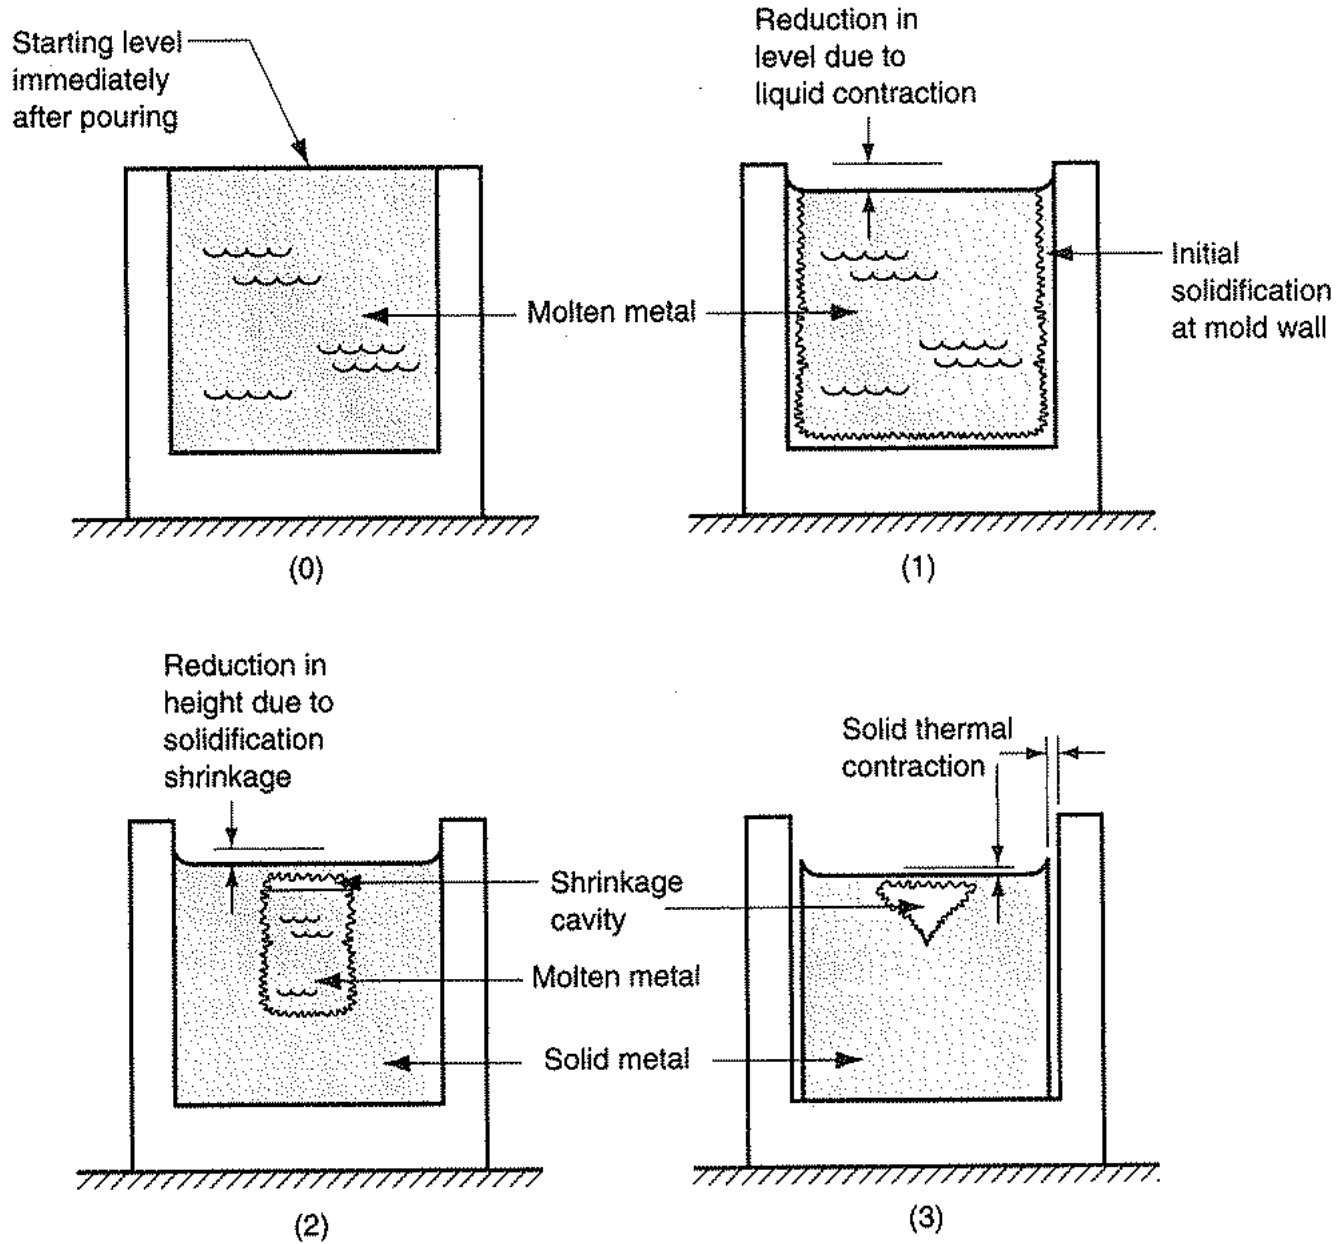 Starting level
immediately
after pouring
Reduction in
level due to
liquid contraction
Molten metal
Initial
solidification
at mold wall
(0)
(1)
Reduction in
height due to
solidification
shrinkage
Solid thermal
contraction
Shrinkage
cavity
Molten metal
Solid metal
(2)
(3)